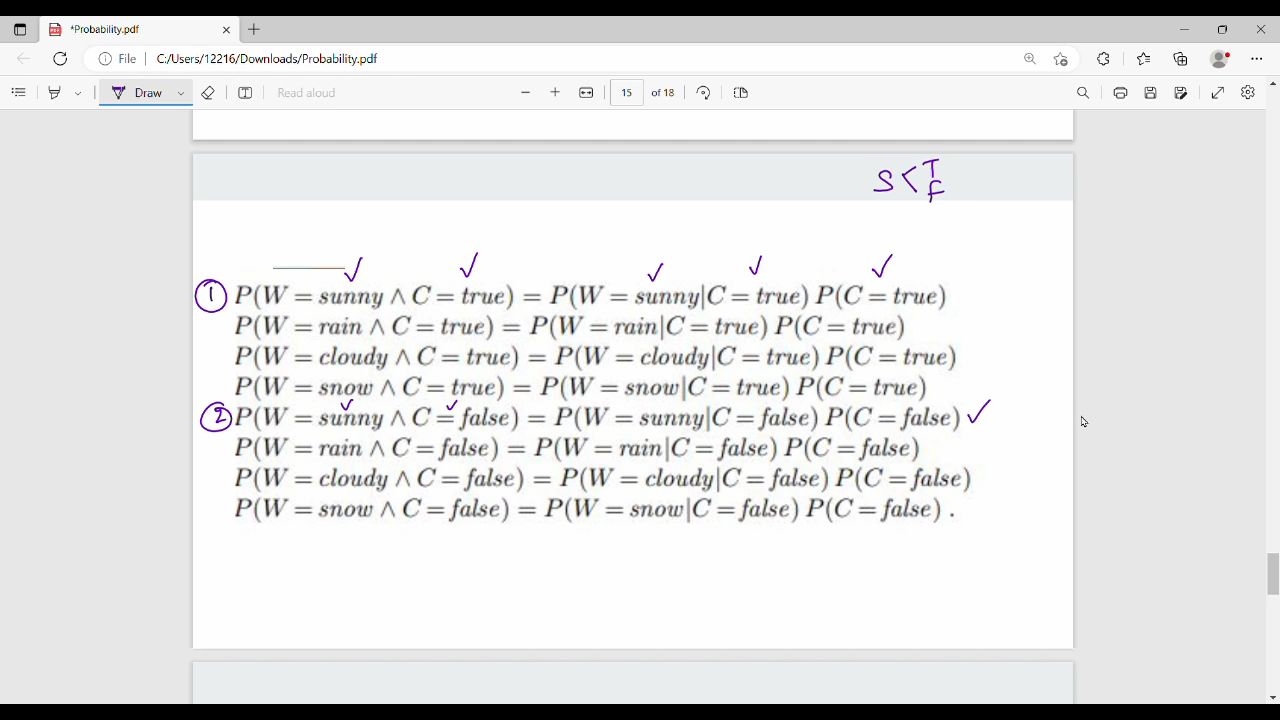 *Probability.pdf
File C:/Users/12216/Downloads/Probability.pdf
Draw Read aloud 15 of 18
S < T
F
① P(W = sunny ∧ C = true) = P(W = sunny|C = true) P(C = true)
P(W = rain ∧ C = true) = P(W = rain|C = true) P(C = true)
P(W = cloudy ∧ C = true) = P(W = cloudy|C = true) P(C = true)
P(W = snow ∧ C = true) = P(W = snow|C = true) P(C = true)
② P(W = sunny ∧ C = false) = P(W = sunny|C = false) P(C = false)
P(W = rain ∧ C = false) = P(W = rain|C = false) P(C = false)
P(W = cloudy ∧ C = false) = P(W = cloudy|C = false) P(C = false)
P(W = snow ∧ C = false) = P(W = snow|C = false) P(C = false) .